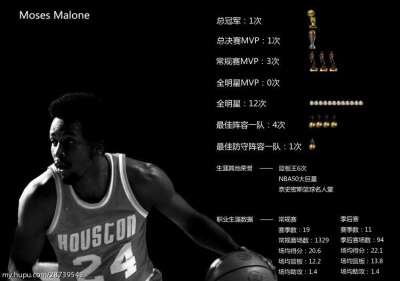 Moses Malone
总冠军：1次
总决赛MVP：1次
常规赛MVP：3次
全明星MVP：0次
全明星：12次
最佳阵容一队：4次
最佳防守阵容一队：1次
生涯其他荣誉 —— 篮板王6次
NBA50大巨星
奈史密斯篮球名人堂
职业生涯数据 —— 常规赛 季后赛
赛季数：19 赛季数：11
常规赛场数：1329 季后赛场数：94
场均得分：20.6 场均得分：22.1
场均篮板：12.2 场均篮板：13.8
场均助攻：1.4 场均助攻：1.4
HOUSTON
24
my.hupu.com/28739548